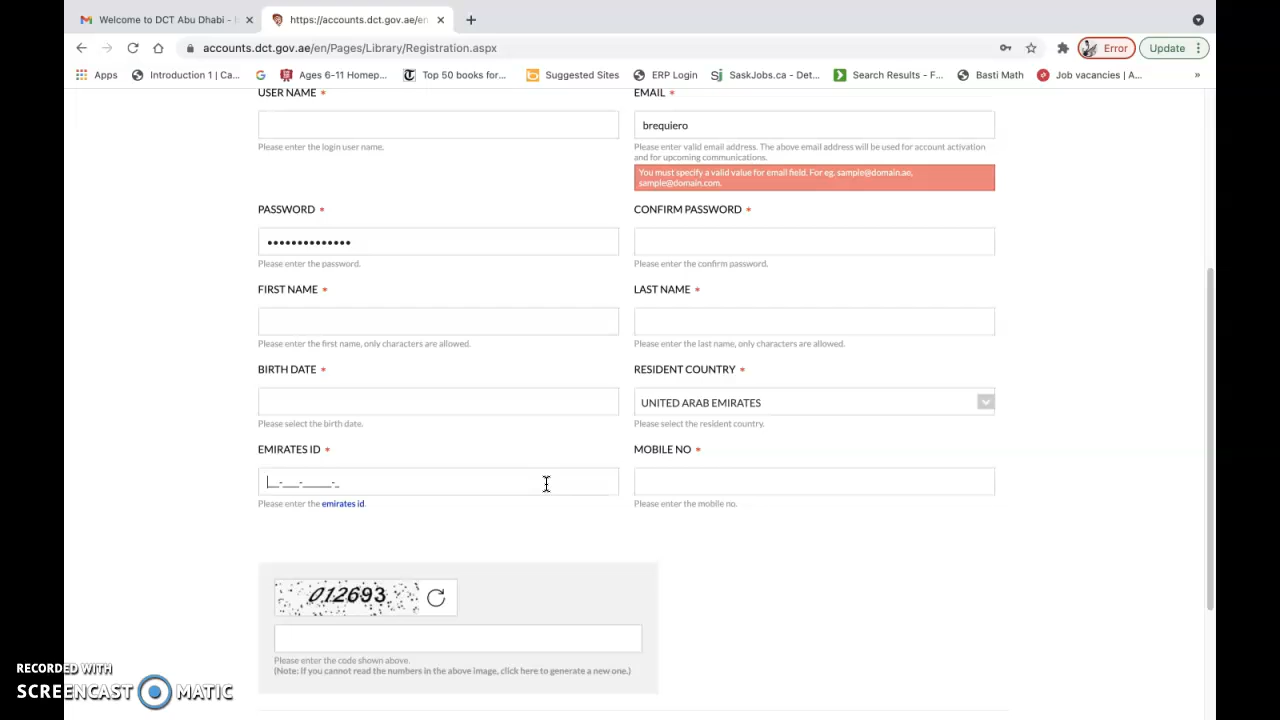 Welcome to DCT Abu Dhabi -
https://accounts.dct.gov.ae/en
accounts.dct.gov.ae/en/Pages/Library/Registration.aspx
Error
Update
Apps
Introduction 1 | Ca...
Ages 6-11 Homep...
Top 50 books for...
Suggested Sites
ERP Login
SaskJobs.ca - Det...
Search Results - F...
Basti Math
Job vacancies | A...
»
USER NAME *
EMAIL *
brequiero
Please enter the login user name.
Please enter valid email address. The above email address will be used for account activation
and for upcoming communications.
You must specify a valid value for email field. For eg. sample@domain.ae,
sample@domain.com.
PASSWORD *
CONFIRM PASSWORD *
••••••••••••••
Please enter the password.
Please enter the confirm password.
FIRST NAME *
LAST NAME *
Please enter the first name, only characters are allowed.
Please enter the last name, only characters are allowed.
BIRTH DATE *
RESIDENT COUNTRY *
UNITED ARAB EMIRATES
Please select the birth date.
Please select the resident country.
EMIRATES ID *
MOBILE NO *
___-____-_______-_
Please enter the emirates id.
Please enter the mobile no.
012693
Please enter the code shown above.
(Note: If you cannot read the numbers in the above image, click here to generate a new one.)
RECORDED WITH
SCREENCAST MATIC